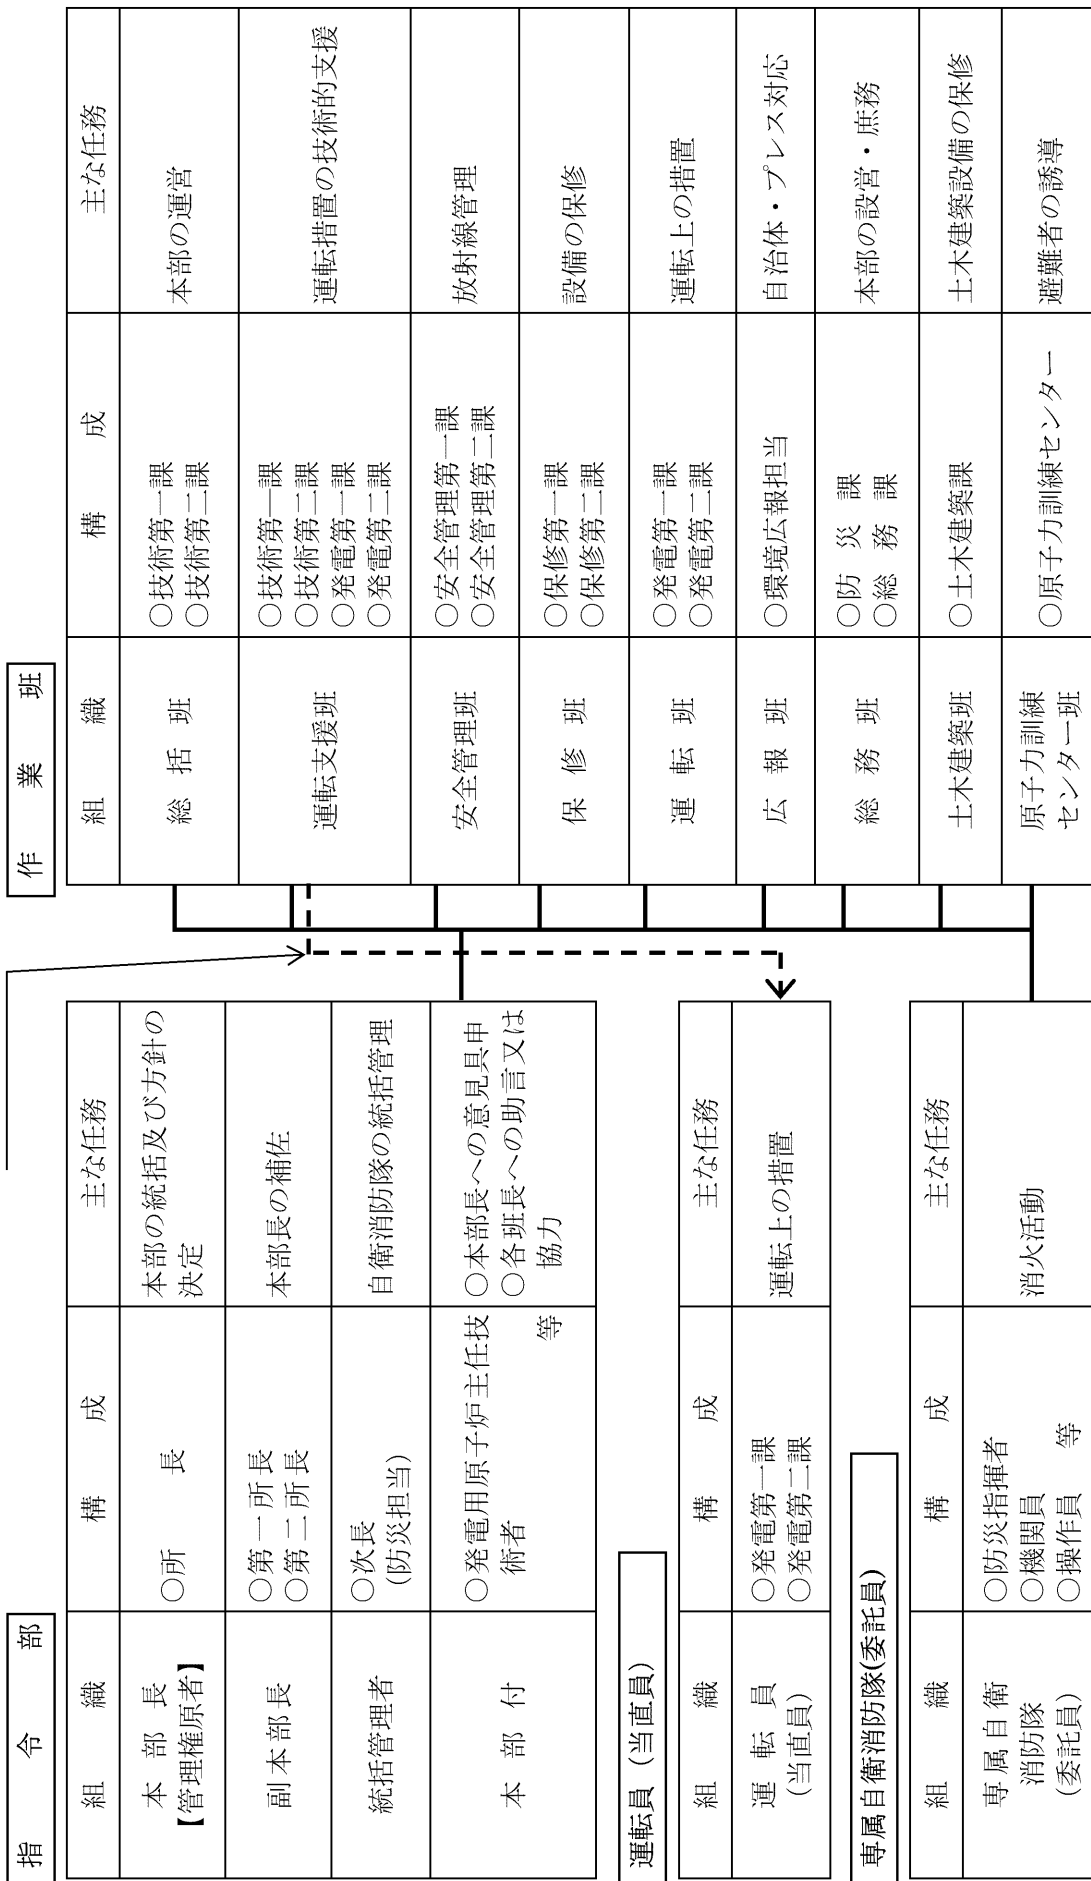 指　令　部
組　織
構　成
主な任務
本　部　長
【管理権原者】
○所　　長
本部の統括及び方針の
決定
副本部長
○第一所長
○第二所長
本部長の補佐
統括管理者
○次長
(防災担当)
自衛消防隊の統括管理
本　部　付
○発電用原子炉主任技
術者　　　　　等
○本部長への意見具申
○各班長への助言又は
協力
運転員（当直員）
組　織
構　成
主な任務
運　転　員
(当直員)
○発電第一課
○発電第二課
運転上の措置
専属自衛消防隊(委託員)
組　織
構　成
主な任務
専属自衛
消防隊
(委託員)
○防災指揮者
○機関員
○操作員　　等
消火活動
作　業　班
組　織
構　成
主な任務
総　括　班
○技術第一課
○技術第二課
本部の運営
運転支援班
○技術第一課
○技術第二課
○発電第一課
○発電第二課
運転措置の技術的支援
安全管理班
○安全管理第一課
○安全管理第二課
放射線管理
保　修　班
○保修第一課
○保修第二課
設備の保修
運　転　班
○発電第一課
○発電第二課
運転上の措置
広　報　班
○環境広報担当
自治体・プレス対応
総　務　班
○防　災　課
○総　務　課
本部の設営・庶務
土木建築班
○土木建築課
土木建築設備の保修
原子力訓練
センター班
○原子力訓練センター
避難者の誘導